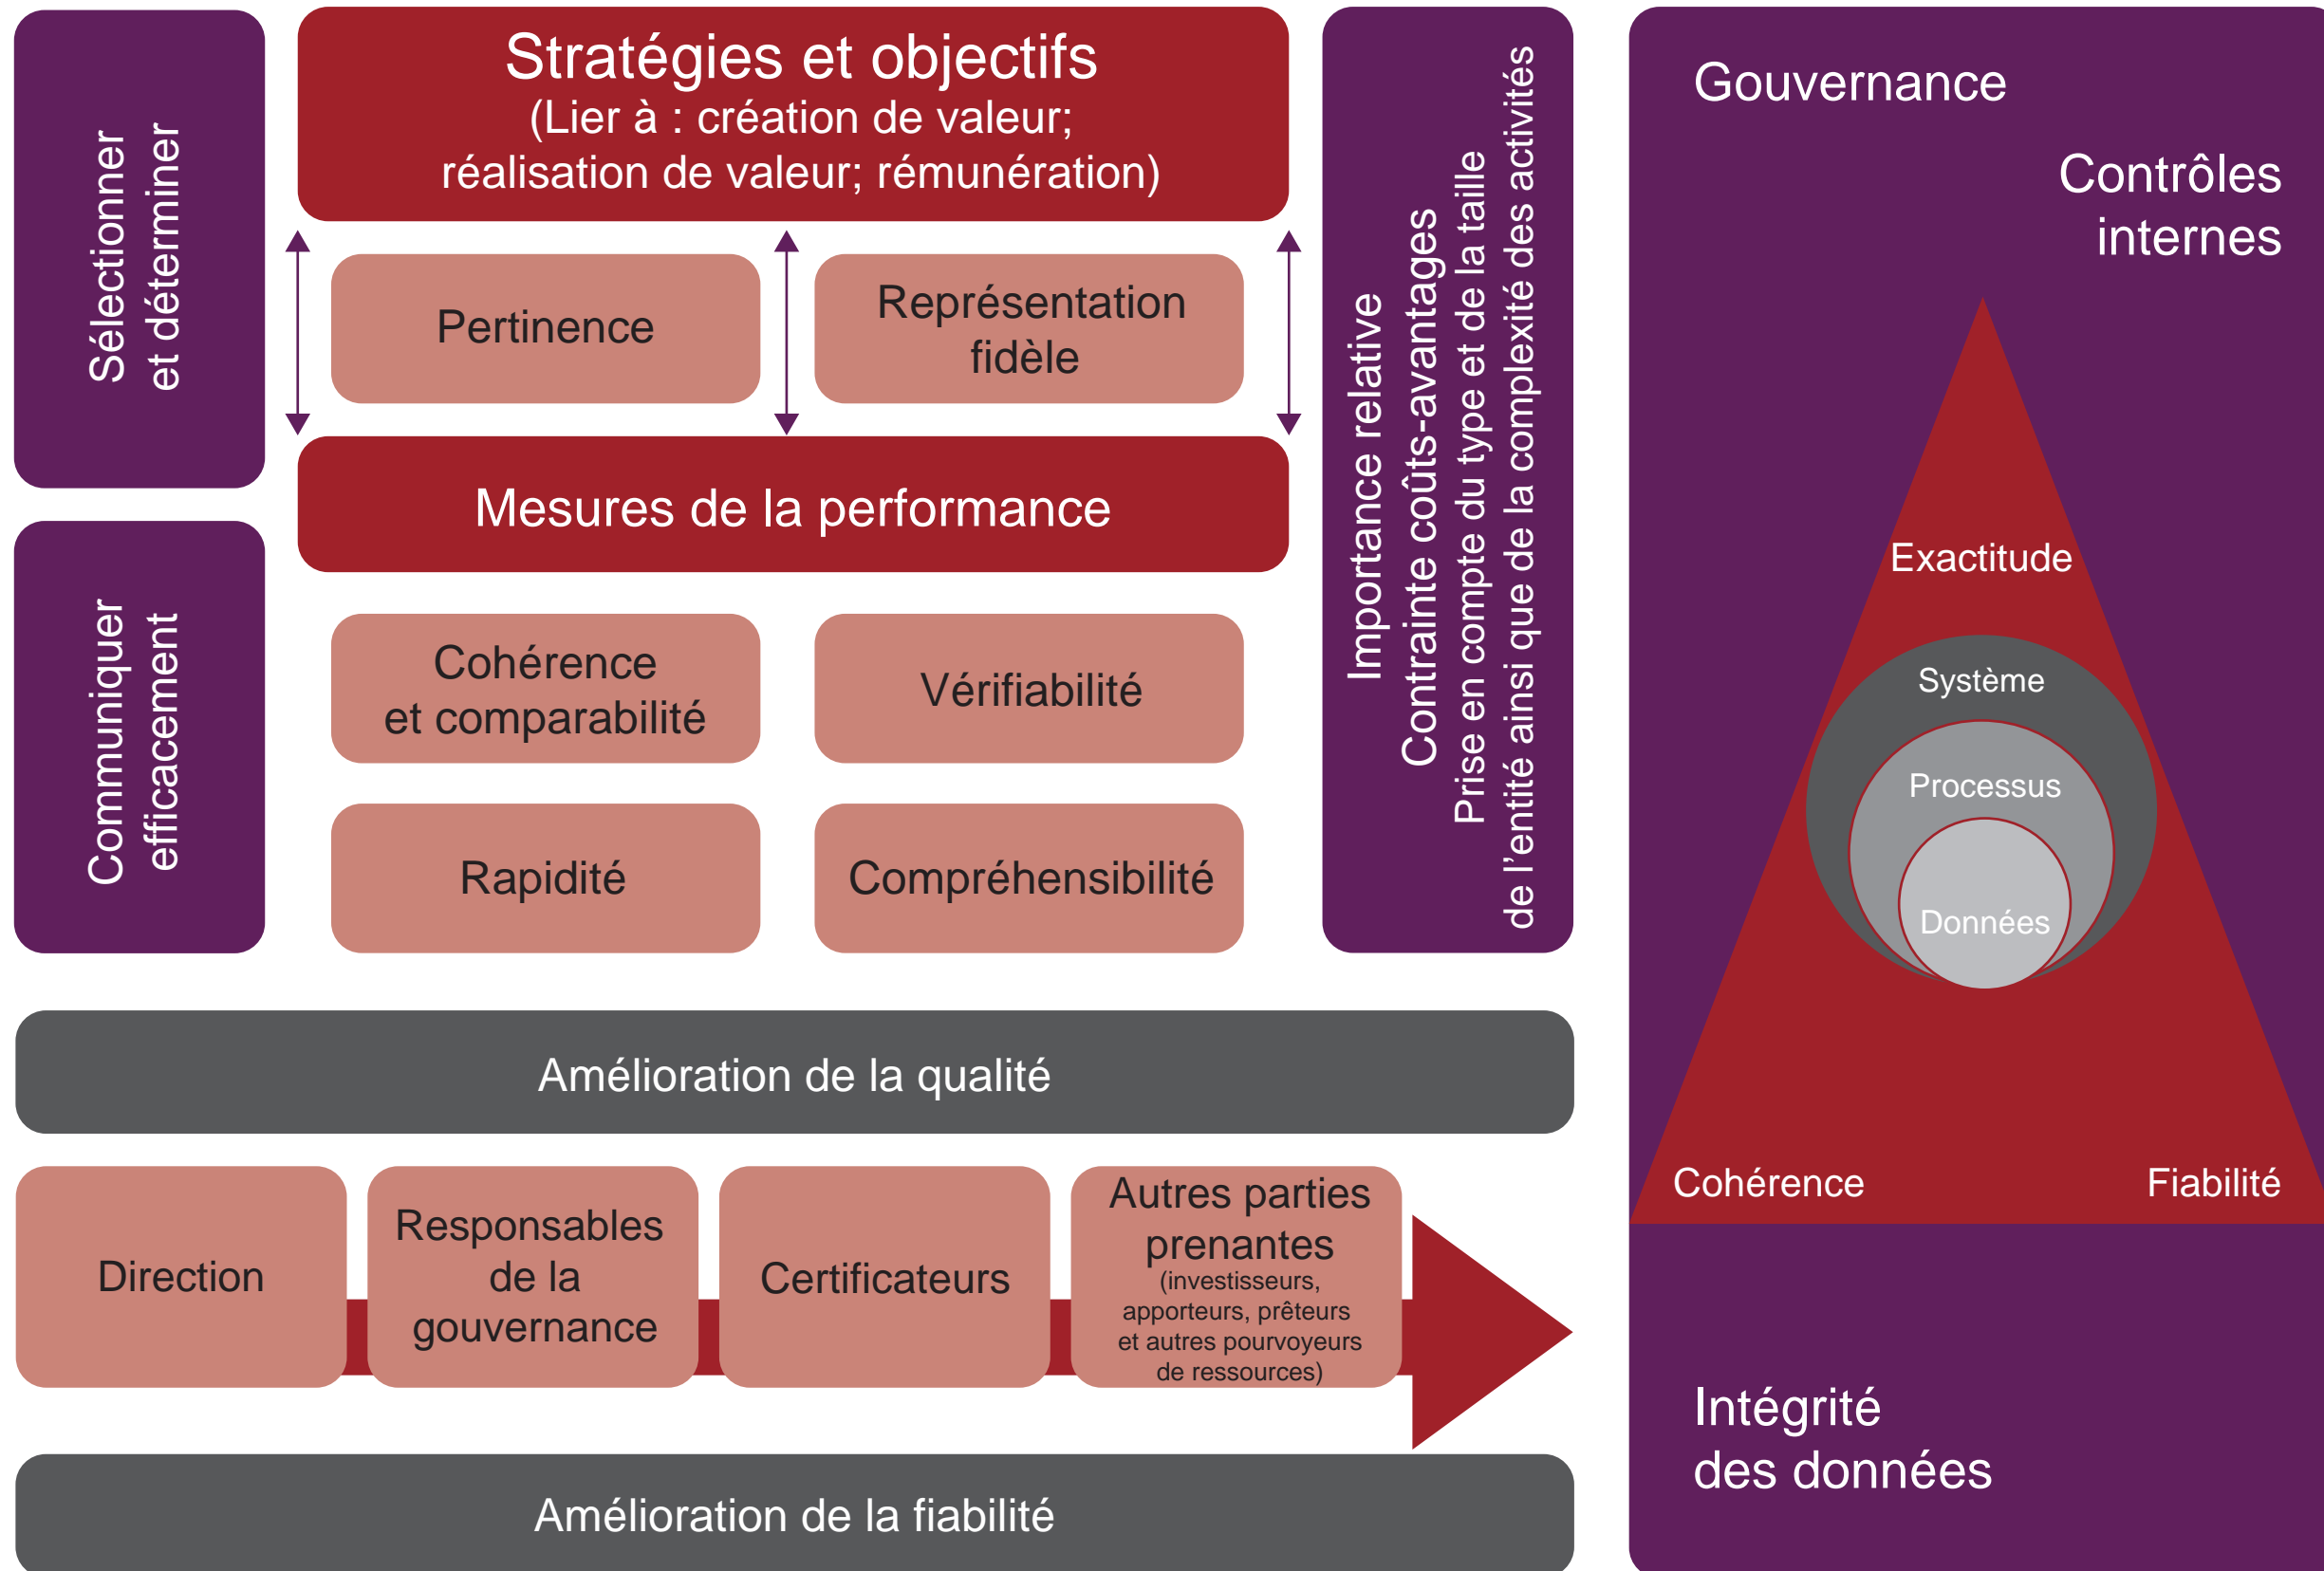 Sélectionner
et déterminer
Stratégies et objectifs
(Lier à : création de valeur;
réalisation de valeur; rémunération)
Pertinence
Représentation
fidèle
Mesures de la performance
Communiquer
efficacement
Cohérence
et comparabilité
Vérifiabilité
Rapidité
Compréhensibilité
Importance relative
Contrainte coûts-avantages
Prise en compte du type et de la taille
de l’entité ainsi que de la complexité des activités
Amélioration de la qualité
Direction
Responsables
de la
gouvernance
Certificateurs
Autres parties
prenantes
(investisseurs,
apporteurs, prêteurs
et autres pourvoyeurs
de ressources)
Amélioration de la fiabilité
Gouvernance
Contrôles
internes
Exactitude
Système
Processus
Données
Cohérence
Fiabilité
Intégrité
des données